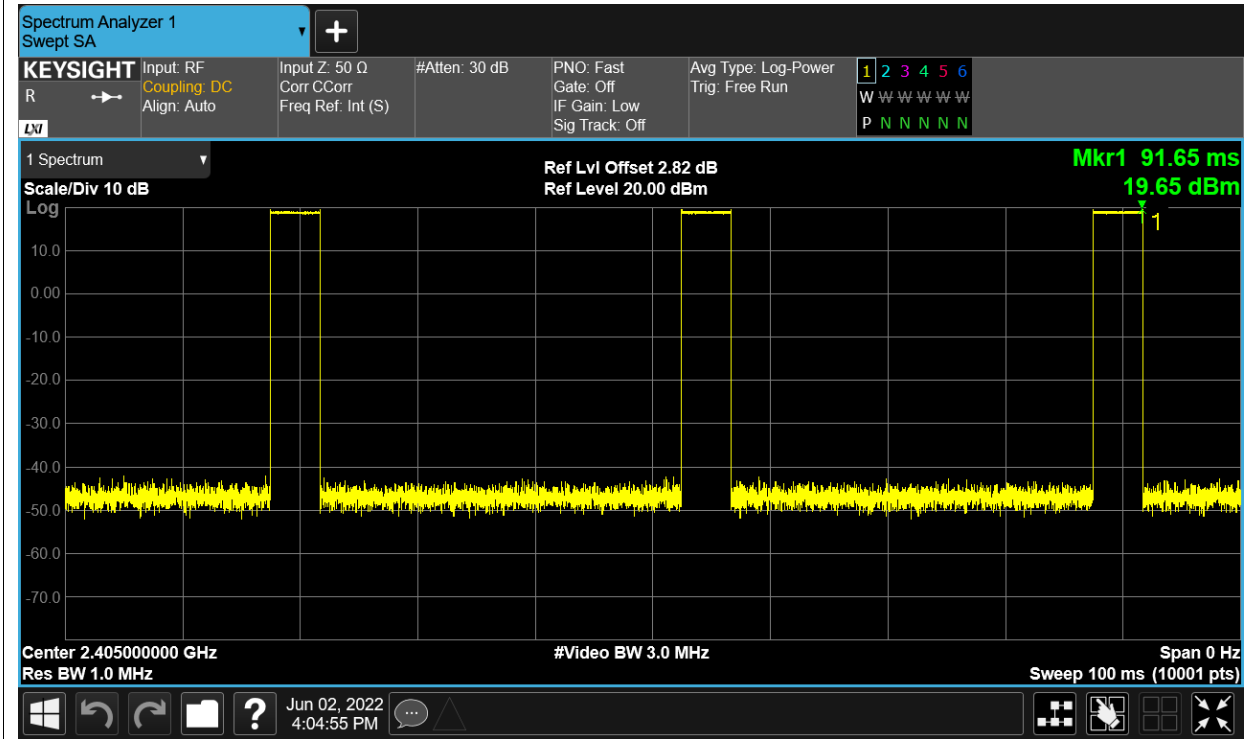 Spectrum Analyzer 1
Swept SA
KEYSIGHT
R
LXI
Input: RF
Coupling: DC
Align: Auto
Input Z: 50 Ω
Corr CCorr
Freq Ref: Int (S)
#Atten: 30 dB
PNO: Fast
Gate: Off
IF Gain: Low
Sig Track: Off
Avg Type: Log-Power
Trig: Free Run
1 2 3 4 5 6
W W W W W W
P N N N N N
1 Spectrum
Scale/Div 10 dB
Ref Lvl Offset 2.82 dB
Ref Level 20.00 dBm
Mkr1 91.65 ms
19.65 dBm
Log
1
10.0
0.00
-10.0
-20.0
-30.0
-40.0
-50.0
-60.0
-70.0
Center 2.405000000 GHz
Res BW 1.0 MHz
#Video BW 3.0 MHz
Span 0 Hz
Sweep 100 ms (10001 pts)
?
Jun 02, 2022
4:04:55 PM